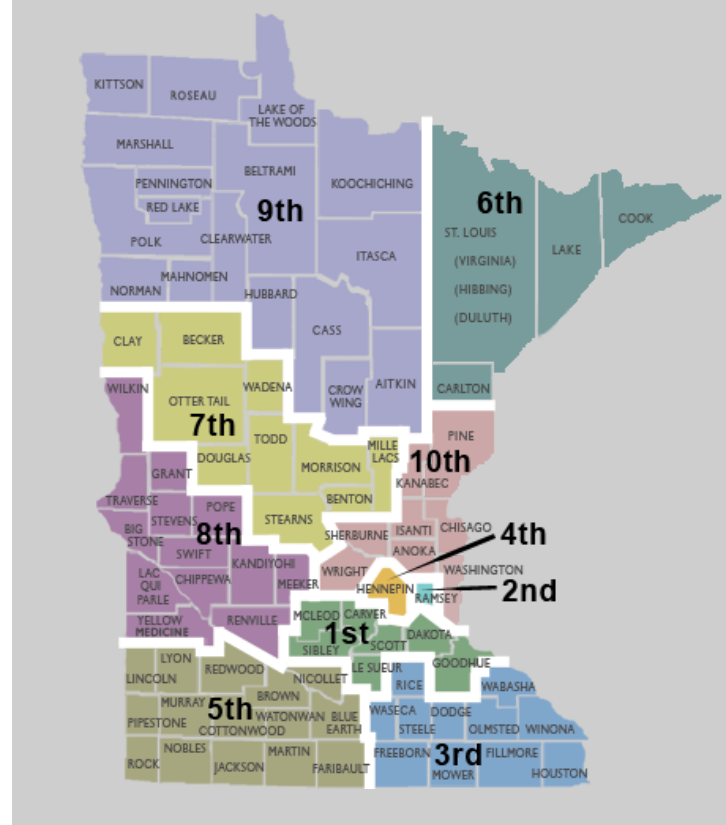 KITTSON
ROSEAU
LAKE OF
THE WOODS
MARSHALL
BELTRAMI
KOOCHICHING
PENNINGTON
RED LAKE
9th
6th
COOK
ST. LOUIS
POLK
CLEARWATER
LAKE
ITASCA
(VIRGINIA)
MAHNOMEN
NORMAN
HUBBARD
(HIBBING)
(DULUTH)
CASS
CLAY
BECKER
WILKIN
WADENA
CROW
WING
AITKIN
CARLTON
OTTER TAIL
7th
TODD
MILLE
LACS
PINE
DOUGLAS
MORRISON
10th
GRANT
KANABEC
BENTON
TRAVERSE
POPE
STEVENS
STEARNS
BIG
STONE
8th
SHERBURNE
ISANTI
CHISAGO
4th
SWIFT
ANOKA
KANDIYOHI
LAC
QUI
PARLE
CHIPPEWA
MEEKER
WRIGHT
WASHINGTON
HENNEPIN
RAMSEY
2nd
YELLOW
MEDICINE
RENVILLE
MCLEOD
CARVER
1st
DAKOTA
SIBLEY
SCOTT
LYON
REDWOOD
LE SUEUR
GOODHUE
LINCOLN
NICOLLET
RICE
WABASHA
MURRAY
BROWN
5th
PIPESTONE
COTTONWOOD
WATONWAN
BLUE
EARTH
WASECA
STEELE
DODGE
OLMSTED
WINONA
ROCK
NOBLES
JACKSON
MARTIN
FARIBAULT
FREEBORN
3rd
FILLMORE
MOWER
HOUSTON